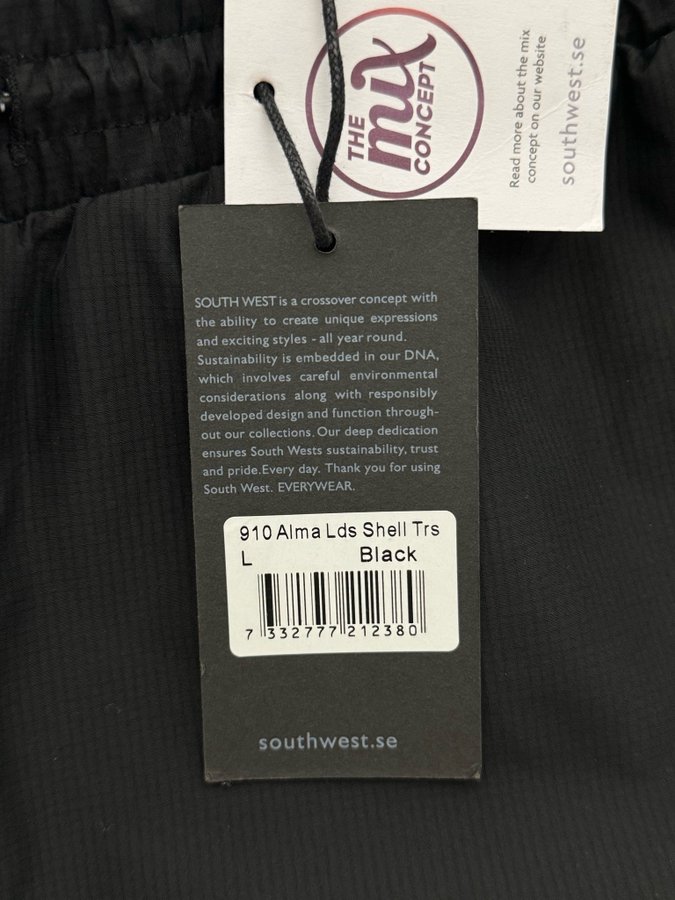 THE
mix
CONCEPT
Read more about the mix
concept on our website
southwest.se
SOUTH WEST is a crossover concept with
the ability to create unique expressions
and exciting styles - all year round.
Sustainability is embedded in our DNA,
which involves careful environmental
considerations along with responsibly
developed design and function through-
out our collections. Our deep dedication
ensures South Wests sustainability, trust
and pride.Every day. Thank you for using
South West. EVERYWEAR.
910 Alma Lds Shell Trs
L Black
7 332777 212380
southwest.se